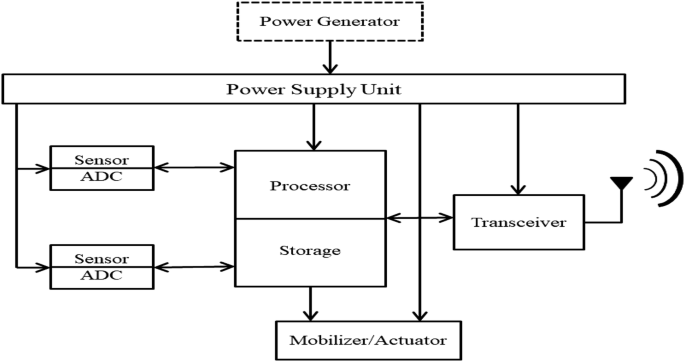 Power Generator
Power Supply Unit
Sensor
ADC
Processor
Transceiver
Sensor
ADC
Storage
Mobilizer/Actuator